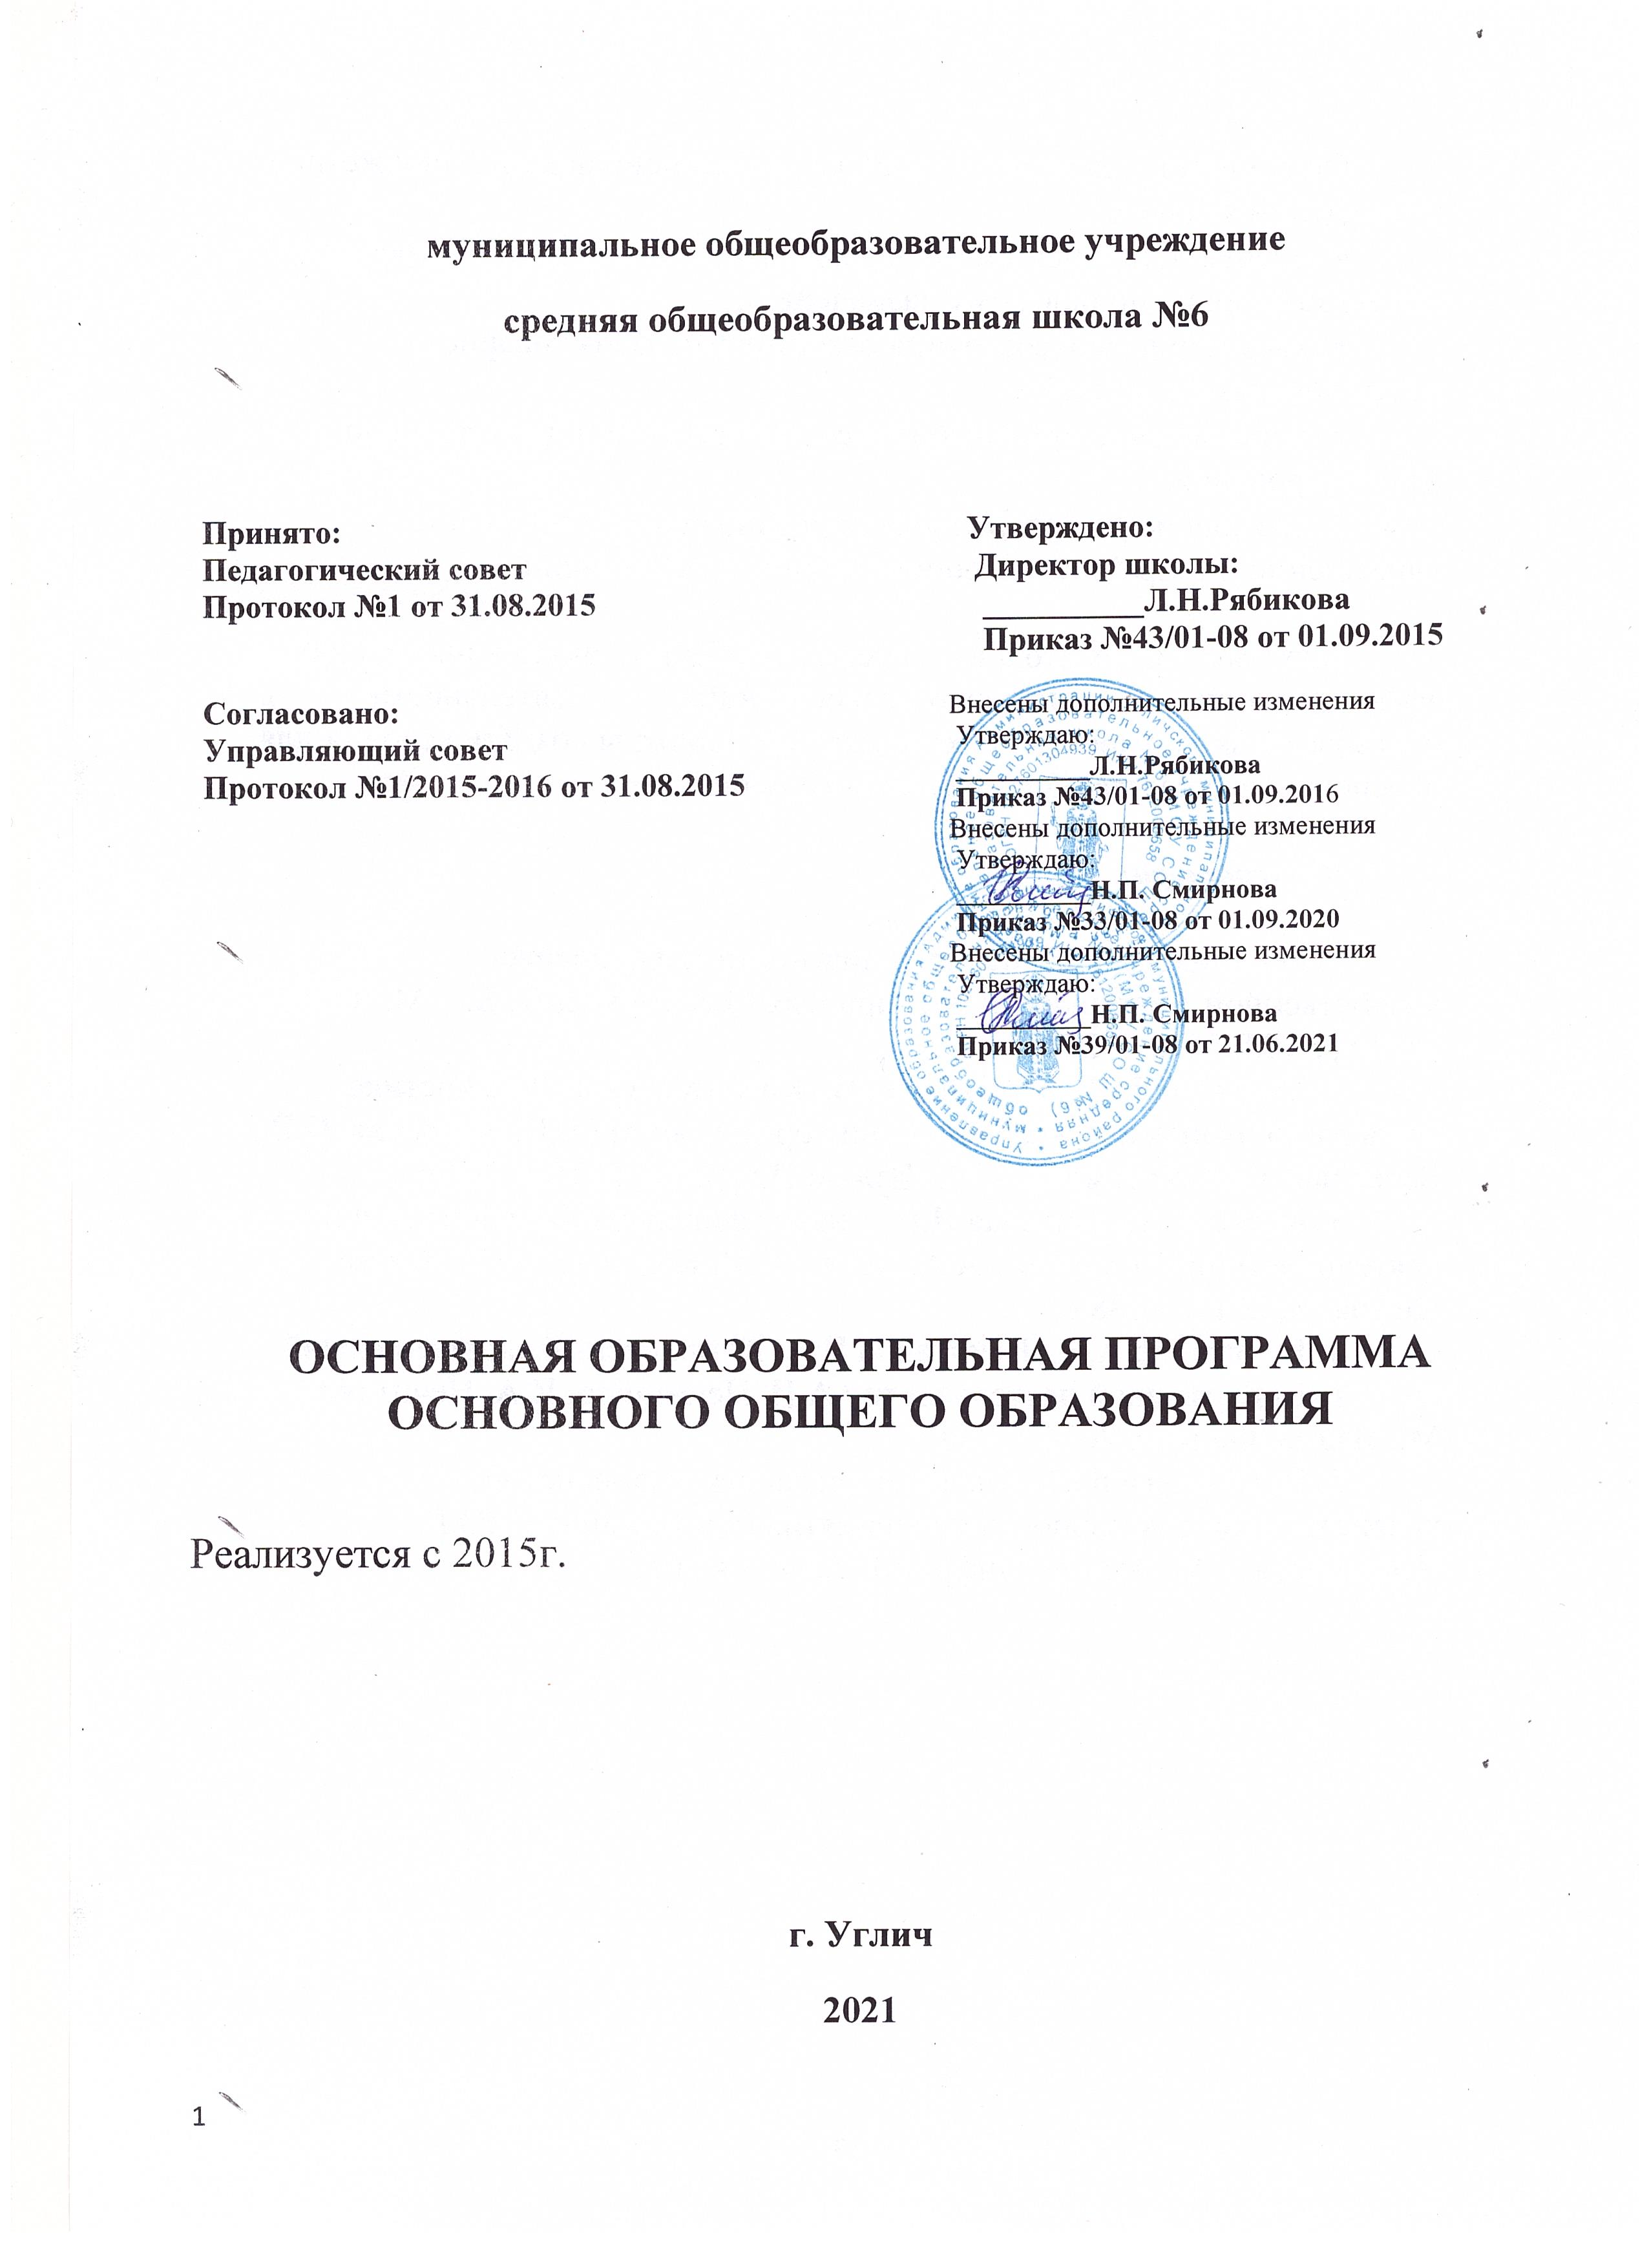 муниципальное общеобразовательное учреждение
средняя общеобразовательная школа №6
Принято:
Педагогический совет
Протокол №1 от 31.08.2015
Согласовано:
Управляющий совет
Протокол №1/2015-2016 от 31.08.2015
Утверждено:
Директор школы:
___________Л.Н.Рябикова
Приказ №43/01-08 от 01.09.2015
Внесены дополнительные изменения
Утверждаю:
__________Л.Н.Рябикова
Приказ №43/01-08 от 01.09.2016
Внесены дополнительные изменения
Утверждаю:
__________Н.П. Смирнова
Приказ №33/01-08 от 01.09.2020
Внесены дополнительные изменения
Утверждаю:
__________Н.П. Смирнова
Приказ №39/01-08 от 21.06.2021
ОСНОВНАЯ ОБРАЗОВАТЕЛЬНАЯ ПРОГРАММА
ОСНОВНОГО ОБЩЕГО ОБРАЗОВАНИЯ
Реализуется с 2015г.
г. Углич
2021
1